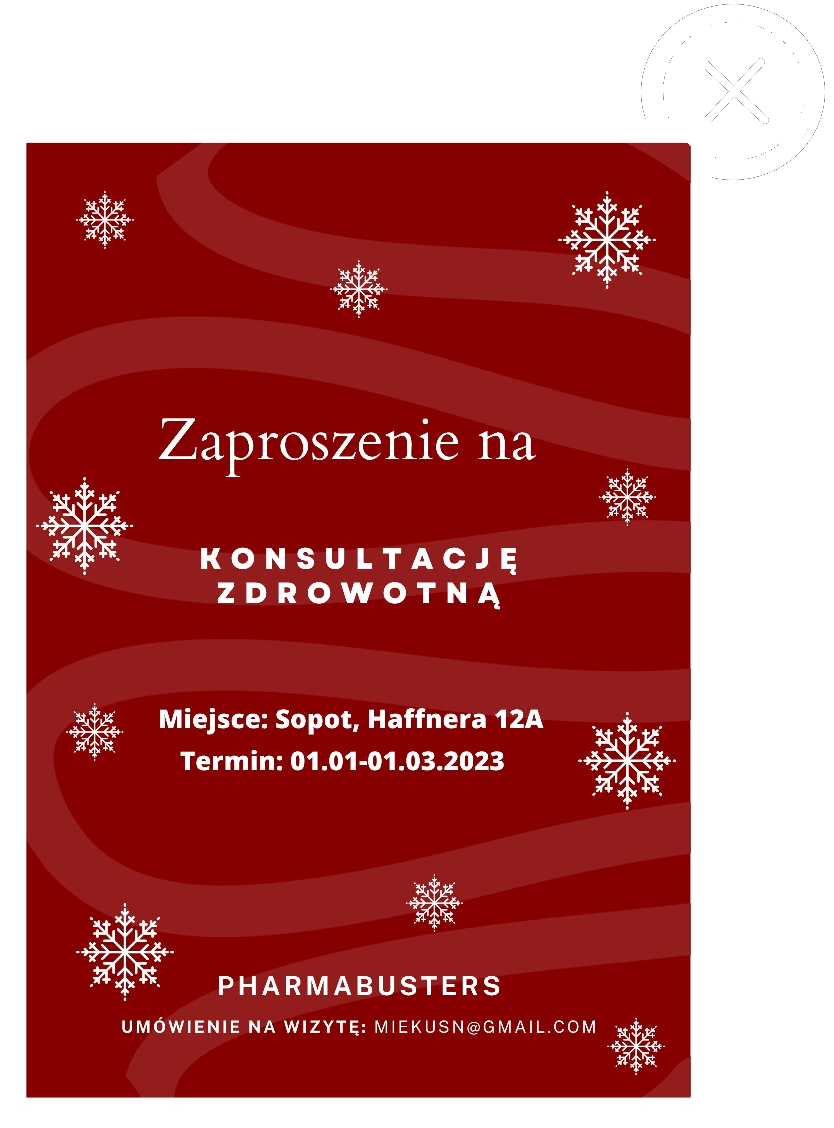 Zaproszenie na
KONSULTACJĘ
ZDROWOTNĄ
Miejsce: Sopot, Haffnera 12A
Termin: 01.01-01.03.2023
PHARMABUSTERS
UMÓWIENIE NA WIZYTĘ: MIEKUSN@GMAIL.COM